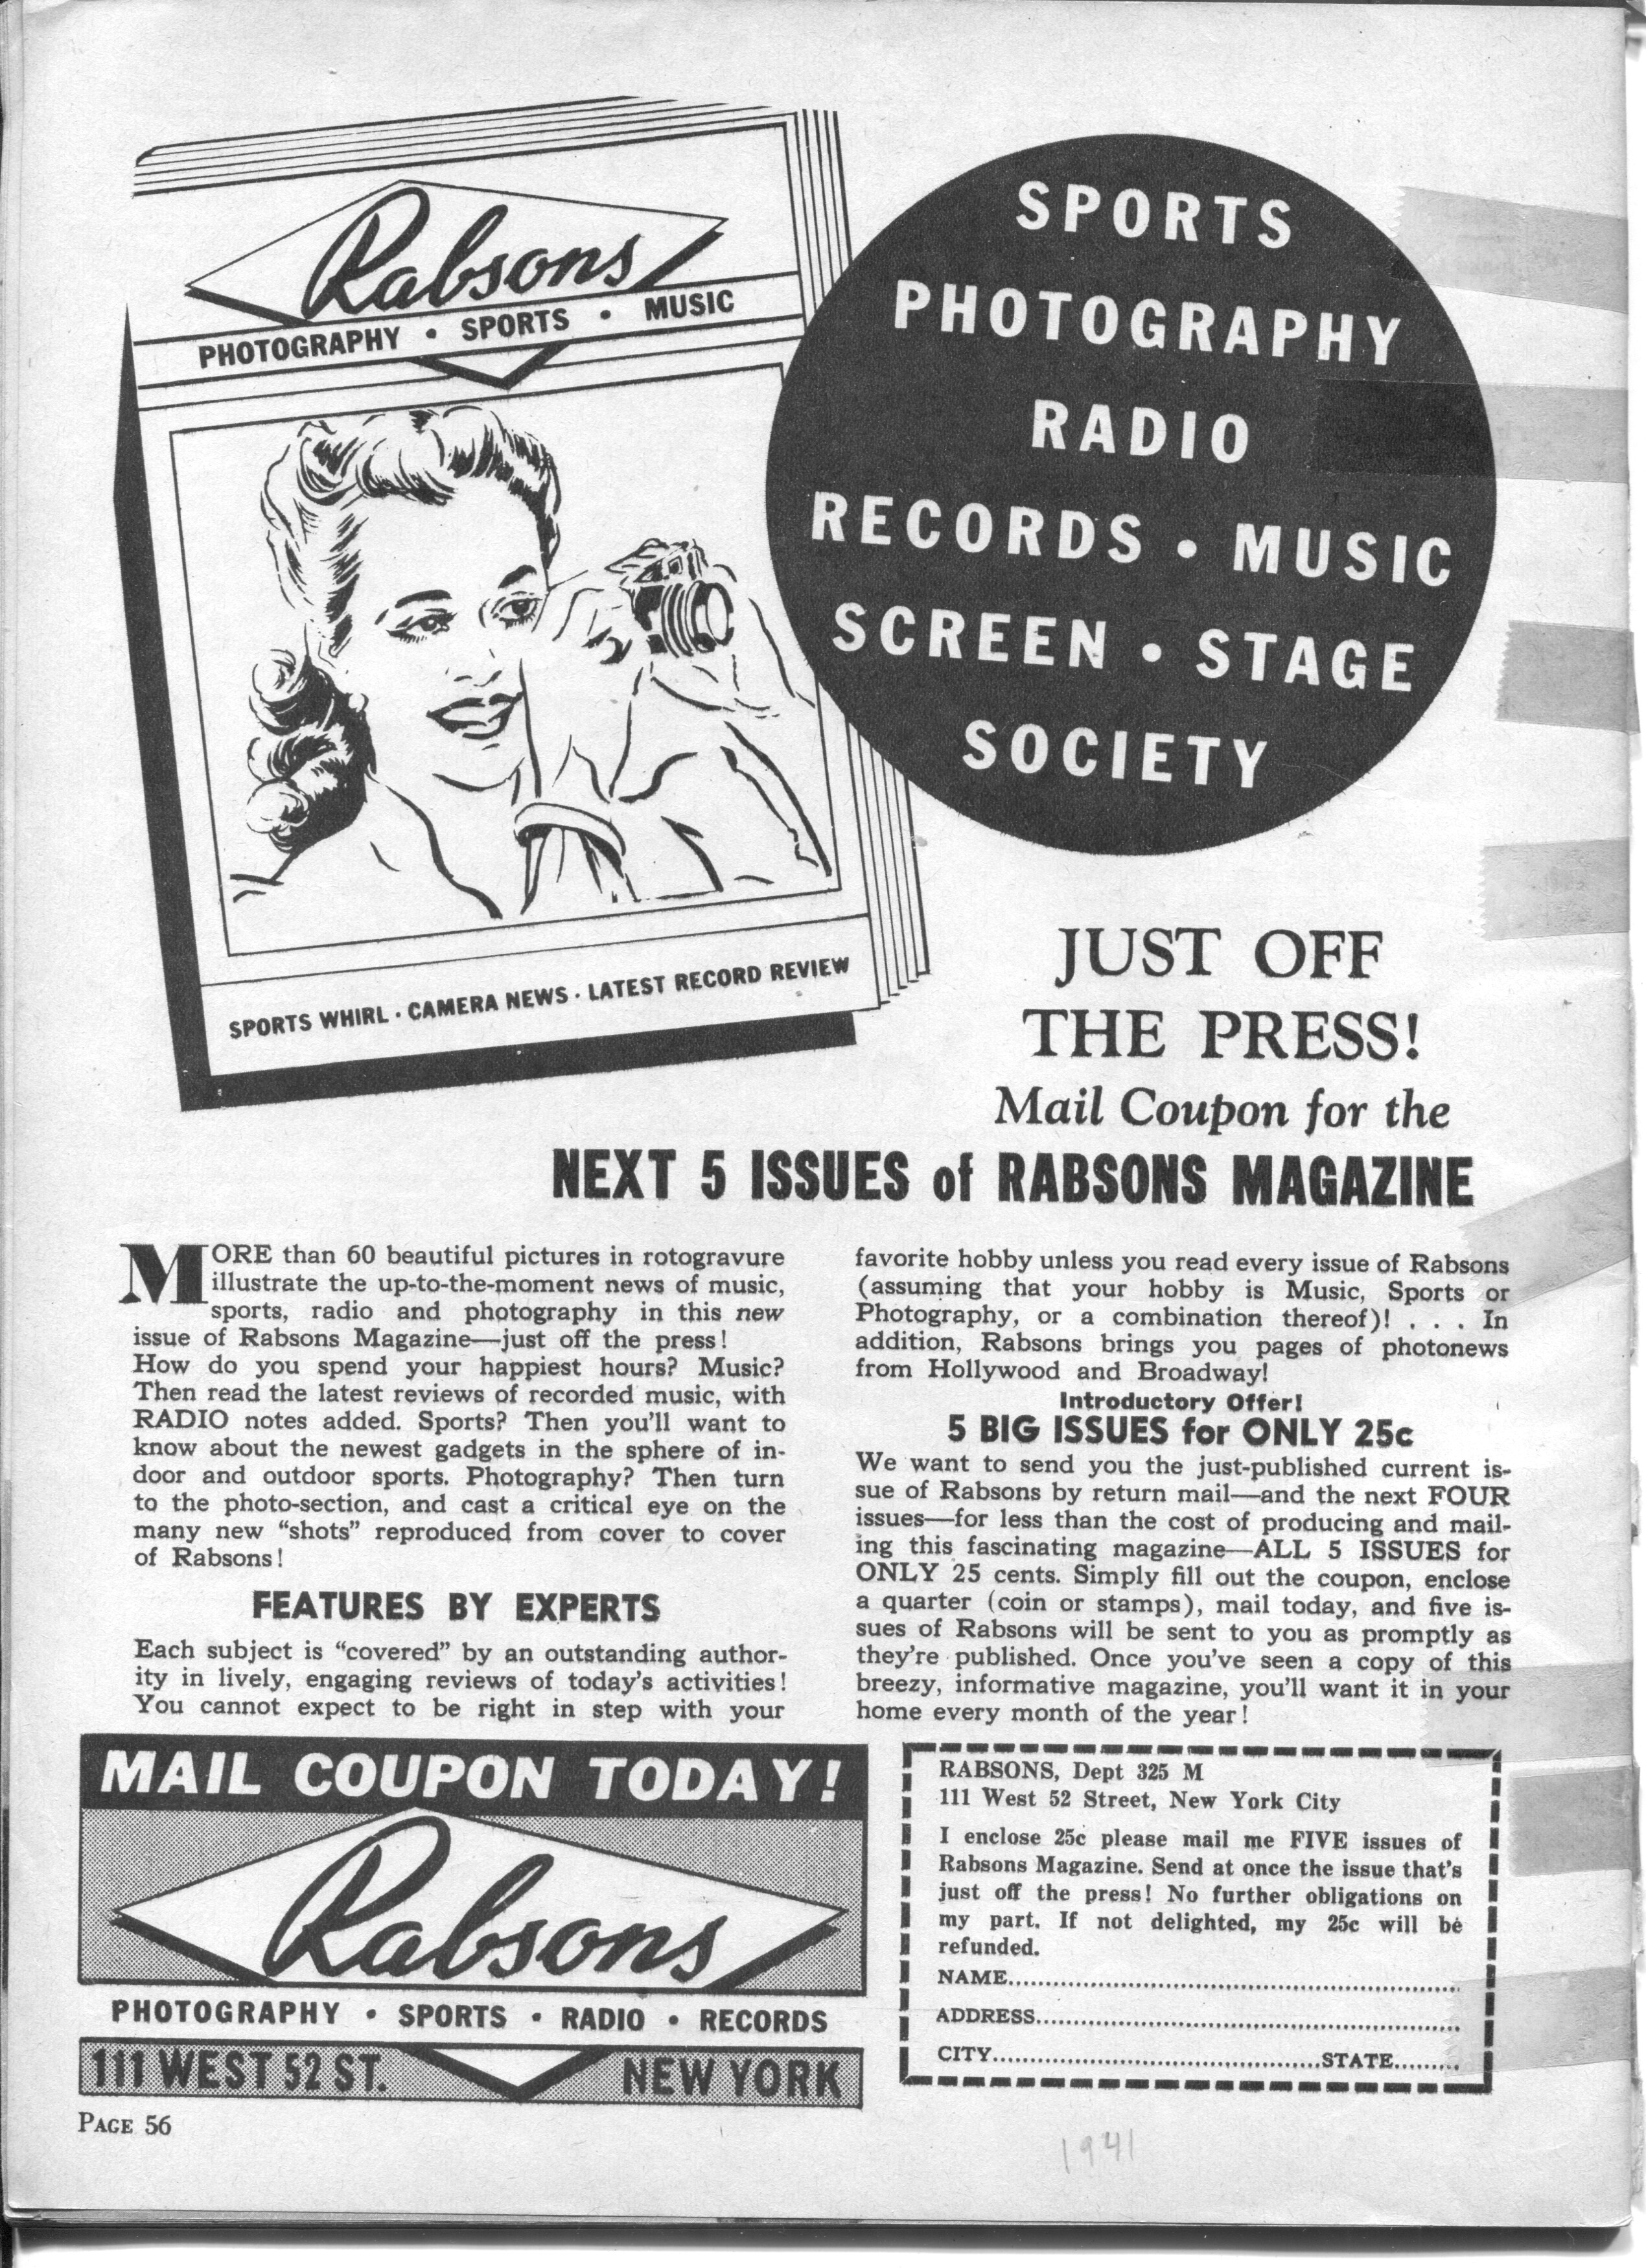 Rabsons
PHOTOGRAPHY • SPORTS • MUSIC
SPORTS WHIRL • CAMERA NEWS • LATEST RECORD REVIEW
SPORTS
PHOTOGRAPHY
RADIO
RECORDS • MUSIC
SCREEN • STAGE
SOCIETY
JUST OFF
THE PRESS!
Mail Coupon for the
NEXT 5 ISSUES of RABSONS MAGAZINE
MORE than 60 beautiful pictures in rotogravure
illustrate the up-to-the-moment news of music,
sports, radio and photography in this new
issue of Rabsons Magazine—just off the press!
How do you spend your happiest hours? Music?
Then read the latest reviews of recorded music, with
RADIO notes added. Sports? Then you'll want to
know about the newest gadgets in the sphere of in-
door and outdoor sports. Photography? Then turn
to the photo-section, and cast a critical eye on the
many new “shots” reproduced from cover to cover
of Rabsons!
FEATURES BY EXPERTS
Each subject is “covered” by an outstanding author-
ity in lively, engaging reviews of today's activities!
You cannot expect to be right in step with your
favorite hobby unless you read every issue of Rabsons
(assuming that your hobby is Music, Sports or
Photography, or a combination thereof)! . . . In
addition, Rabsons brings you pages of photonews
from Hollywood and Broadway!
Introductory Offer!
5 BIG ISSUES for ONLY 25c
We want to send you the just-published current is-
sue of Rabsons by return mail—and the next FOUR
issues—for less than the cost of producing and mail-
ing this fascinating magazine—ALL 5 ISSUES for
ONLY 25 cents. Simply fill out the coupon, enclose
a quarter (coin or stamps), mail today, and five is-
sues of Rabsons will be sent to you as promptly as
they're published. Once you've seen a copy of this
breezy, informative magazine, you'll want it in your
home every month of the year!
MAIL COUPON TODAY!
Rabsons
PHOTOGRAPHY • SPORTS • RADIO • RECORDS
111 WEST 52 ST. NEW YORK
RABSONS, Dept 325 M
111 West 52 Street, New York City
I enclose 25c please mail me FIVE issues of
Rabsons Magazine. Send at once the issue that's
just off the press! No further obligations on
my part. If not delighted, my 25c will be
refunded.
NAME
ADDRESS
CITY STATE
PAGE 56
1941